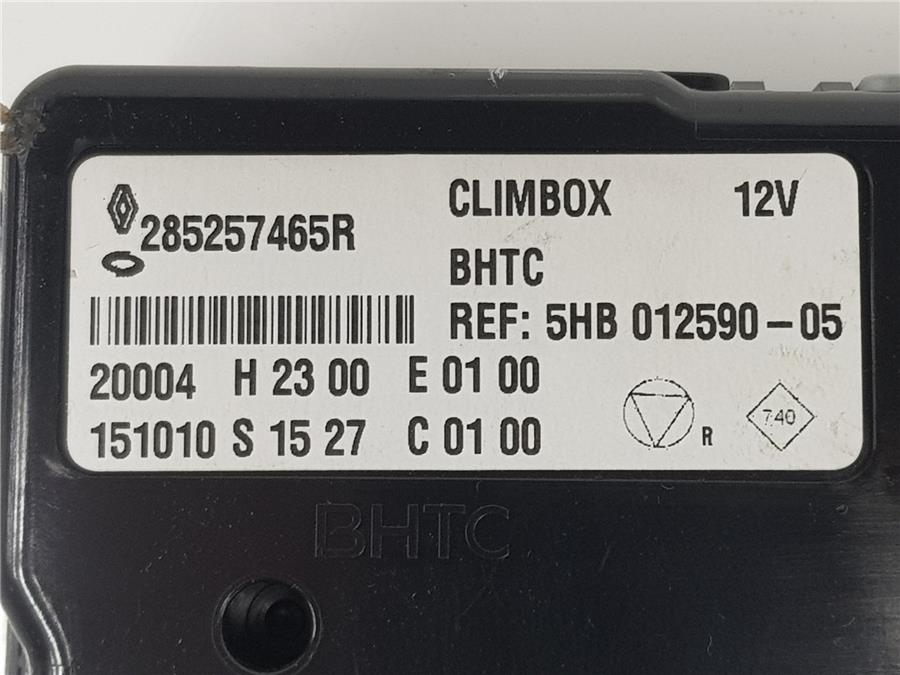 285257465R
CLIMBOX 12V
BHTC
REF: 5HB 012590-05
20004 H 23 00 E 01 00
151010 S 15 27 C 01 00
R
740
BHTC